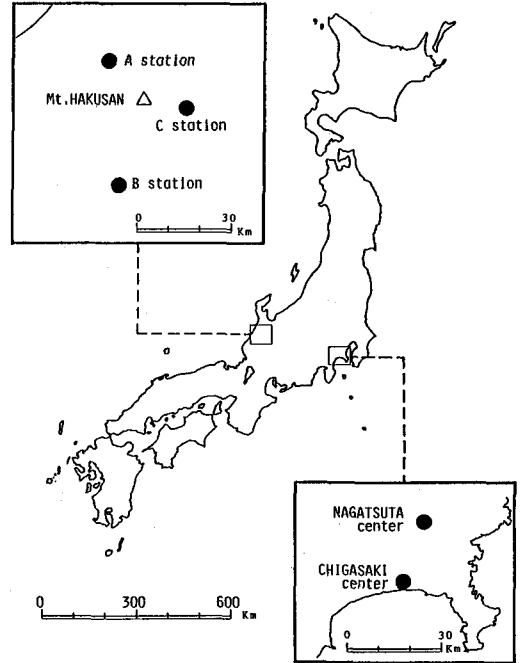 A station
Mt.HAKUSAN
C station
B station
0 30
Km
NAGATSUTA
center
CHIGASAKI
center
0 30
Km
0 300 600
Km